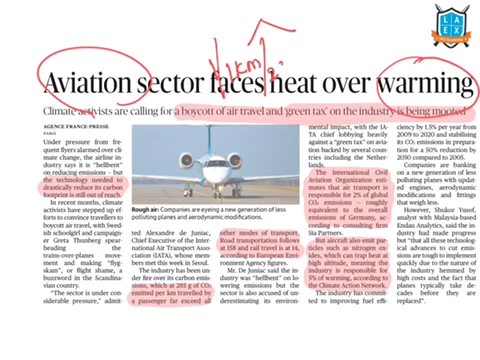 LA
EX
km
Aviation sector faces heat over warming
Climate activists are calling for a boycott of air travel and 'green tax' on the industry is being mooted
AGENCE FRANCE-PRESSE
PARIS
Under pressure from frequent
flyers alarmed over climate
change, the airline industry
says it is "hellbent"
on reducing emissions – but
the technology needed to
drastically reduce its carbon
footprint is still out of reach.
In recent months, climate
activists have stepped up efforts
to convince travellers to
boycott air travel, with Swedish
schoolgirl and campaigner
Greta Thunberg spearheading
the
trains-over-planes movement
and making "flygskam",
or flight shame, a
buzzword in the Scandinavian
country.
"The sector is under considerable
pressure," admit-
Rough air: Companies are eyeing a new generation of less
polluting planes and aerodynamic modifications.
ted Alexandre de Juniac,
Chief Executive of the International
Air Transport Association
(IATA), whose members
met this week in Seoul.
The industry has been under
fire over its carbon emissions,
which at 285 g of CO2
emitted per km travelled by
a passenger far exceed all
other modes of transport.
Road transportation follows
at 158 and rail travel is at 14,
according to European Environment
Agency figures.
Mr. De Juniac said the industry
was "hellbent" on lowering
emissions but the
sector is also accused of underestimating
its environ-
mental impact, with the IATA
chief lobbying heavily
against a "green tax" on aviation
backed by several countries
including the Netherlands.
The International Civil
Aviation Organisation estimates
that air transport is
responsible for 2% of global
CO2 emissions – roughly
equivalent to the overall
emissions of Germany, according
to consulting firm
Sia Partners.
But aircraft also emit particles
such as nitrogen oxides,
which can trap heat at
high altitude, meaning the
industry is responsible for
5% of warming, according to
the Climate Action Network.
The industry has committed
to improving fuel effi-
ciency by 1.5% per year from
2009 to 2020 and stabilising
its CO2 emissions in preparation
for a 50% reduction by
2050 compared to 2005.
Companies are banking
on a new generation of less
polluting planes with updated
engines, aerodynamic
modifications and fittings
that weigh less.
However, Shukor Yusof,
analyst with Malaysia-based
Endau Analytics, said the industry
had made progress
but "that all these technological
advances to cut emissions
are tough to implement
quickly due to the nature of
the industry hemmed by
high costs and the fact that
planes typically take decades
before they are
replaced".